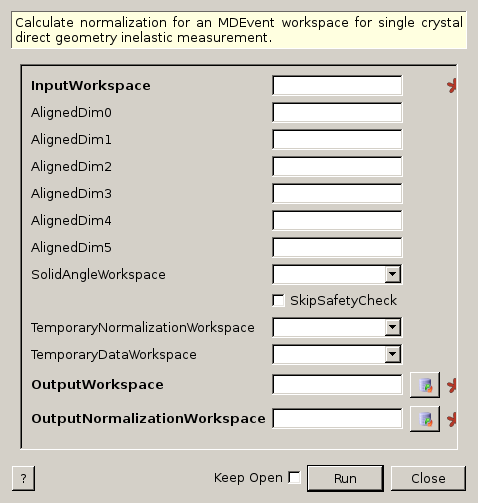 Calculate normalization for an MDEvent workspace for single crystal
direct geometry inelastic measurement.
InputWorkspace
AlignedDim0
AlignedDim1
AlignedDim2
AlignedDim3
AlignedDim4
AlignedDim5
SolidAngleWorkspace
SkipSafetyCheck
TemporaryNormalizationWorkspace
TemporaryDataWorkspace
OutputWorkspace
OutputNormalizationWorkspace
? Keep Open Run Close